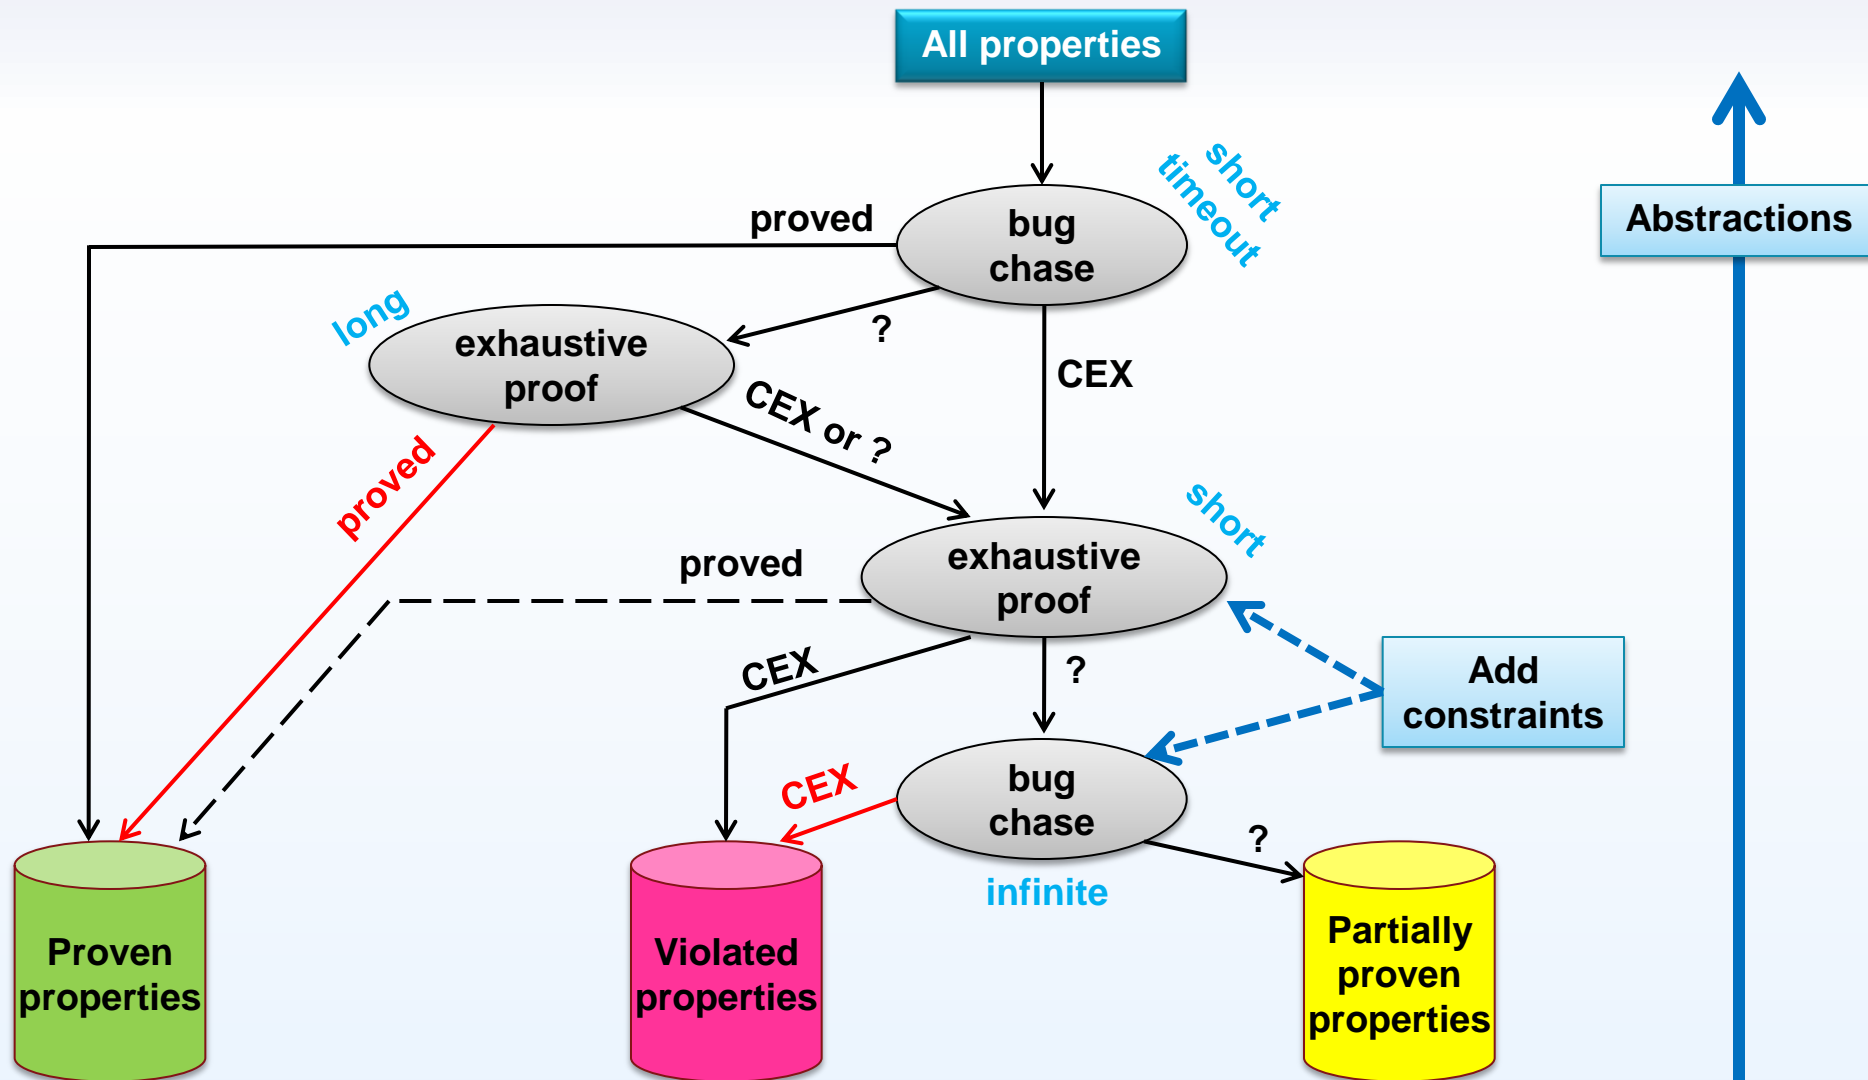 All properties
short
timeout
Abstractions
proved
bug
chase
long
?
exhaustive
proof
CEX
CEX or ?
proved
short
proved
exhaustive
proof
CEX
?
Add
constraints
CEX
bug
chase
?
infinite
Proven
properties
Violated
properties
Partially
proven
properties